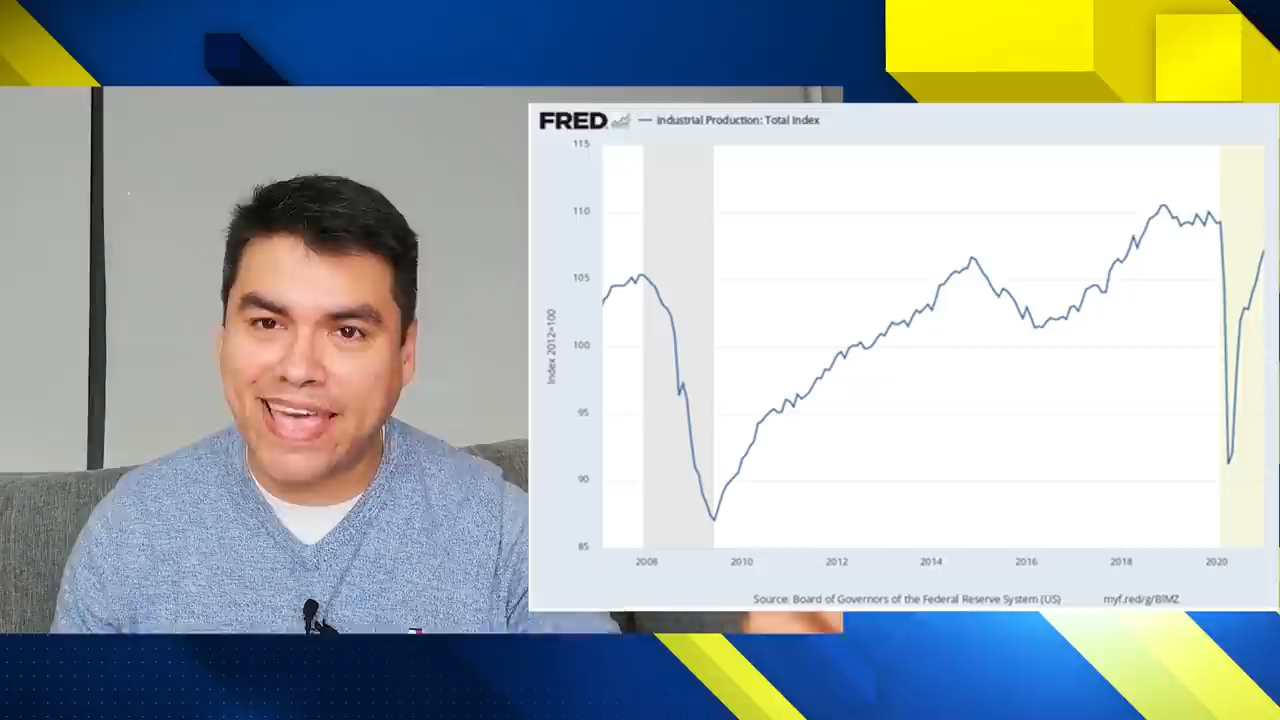 FRED
Industrial Production: Total Index
115
110
105
100
95
90
85
Index 2012=100
2008
2010
2012
2014
2016
2018
2020
Source: Board of Governors of the Federal Reserve System (US)
myf.red/g/BlMZ